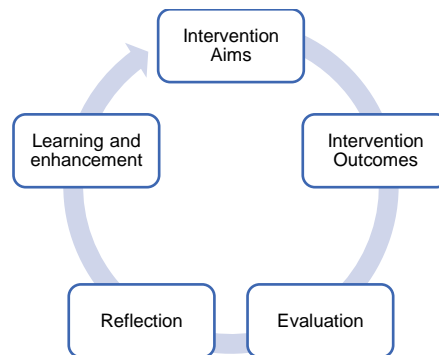 Intervention
Aims
Intervention
Outcomes
Evaluation
Reflection
Learning and
enhancement